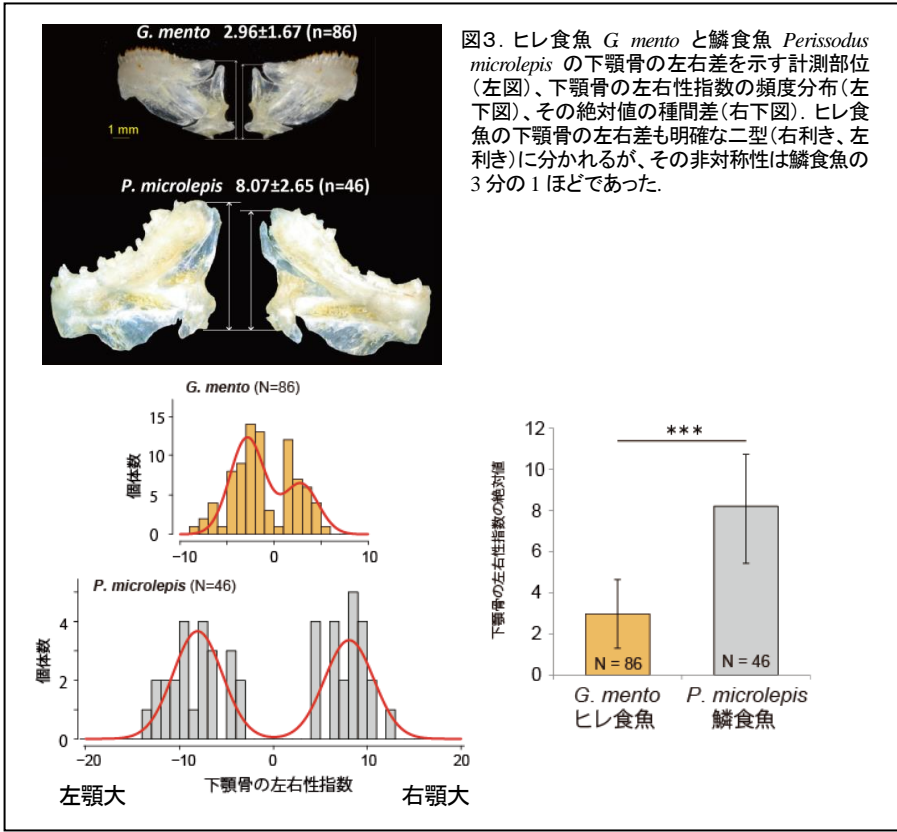 G. mento 2.96±1.67 (n=86)
1 mm
P. microlepis 8.07±2.65 (n=46)
図3. ヒレ食魚 G. mento と鱗食魚 Perissodus
microlepis の下顎骨の左右差を示す計測部位
(左図)、下顎骨の左右性指数の頻度分布(左
下図)、その絶対値の種間差(右下図). ヒレ食
魚の下顎骨の左右差も明確な二型(右利き、左
利き)に分かれるが、その非対称性は鱗食魚の
3 分の 1 ほどであった.
G. mento (N=86)
個体数
15
10
5
0
-10
0
10
P. microlepis (N=46)
個体数
4
2
0
-20
-10
0
10
20
左顎大
下顎骨の左右性指数
右顎大
下顎骨の左右性指数の絶対値
12
10
8
6
4
2
0
***
N = 86
N = 46
G. mento
ヒレ食魚
P. microlepis
鱗食魚